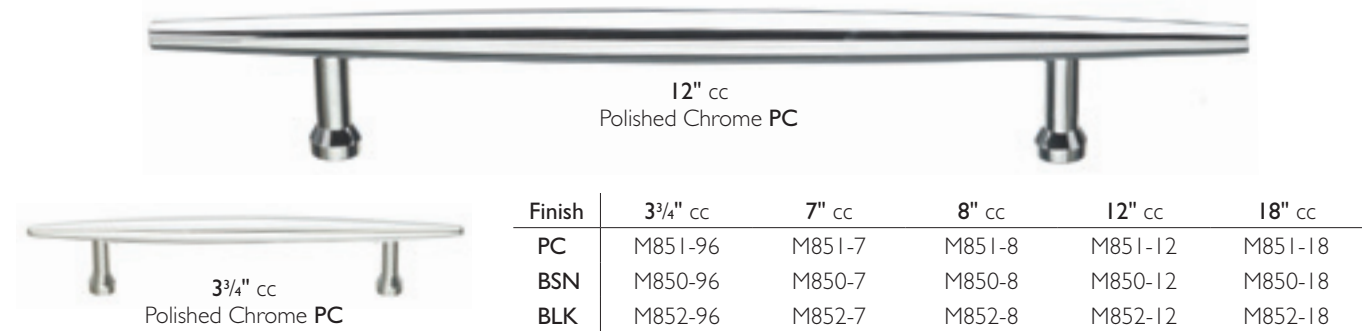 12" cc
Polished Chrome PC
3¾" cc
Polished Chrome PC
Finish 3¾" cc 7" cc 8" cc 12" cc 18" cc
PC M851-96 M851-7 M851-8 M851-12 M851-18
BSN M850-96 M850-7 M850-8 M850-12 M850-18
BLK M852-96 M852-7 M852-8 M852-12 M852-18